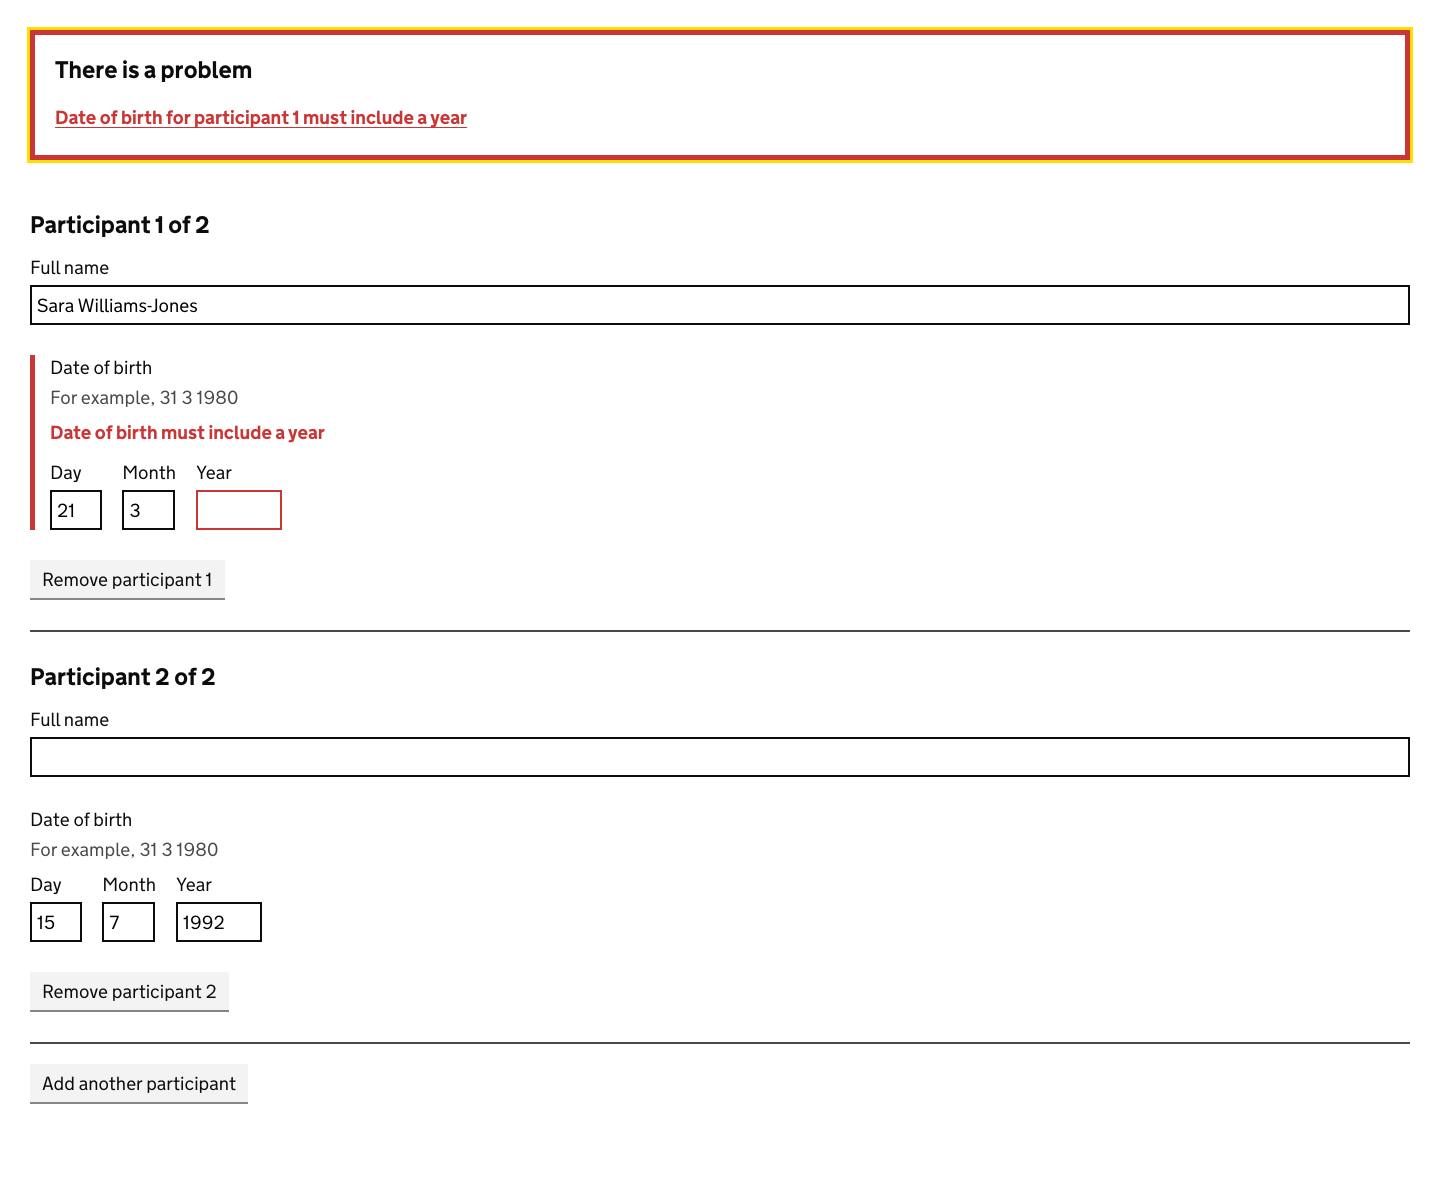 There is a problem
Date of birth for participant 1 must include a year
Participant 1 of 2
Full name
Sara Williams-Jones
Date of birth
For example, 31 3 1980
Date of birth must include a year
Day Month Year
21 3
Remove participant 1
Participant 2 of 2
Full name
Date of birth
For example, 31 3 1980
Day Month Year
15 7 1992
Remove participant 2
Add another participant